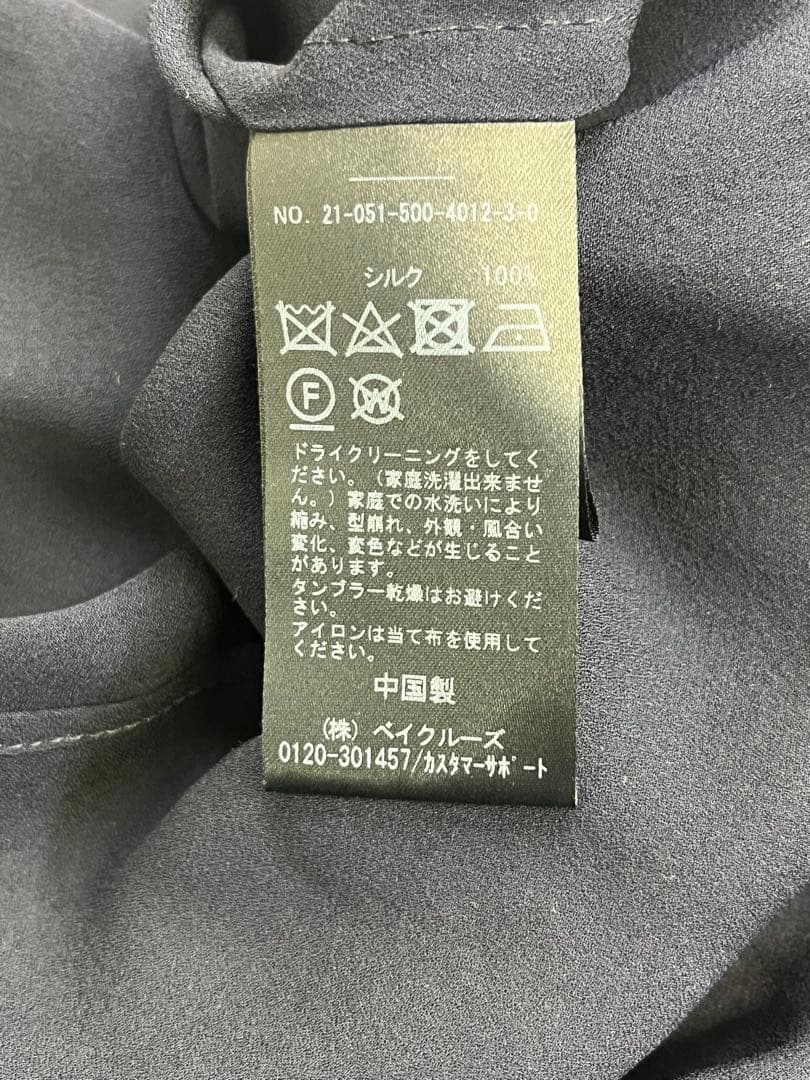 NO. 21-051-500-4012-3-0
シルク 100%
F
W
ドライクリーニングをしてく
ださい。（家庭洗濯出来ませ
ん。）家庭での水洗いにより
縮み、型崩れ、外観・風合い
変化、変色などが生じること
があります。
タンブラー乾燥はお避けくだ
さい。
アイロンは当て布を使用して
ください。
中国製
（株）ベイクルーズ
0120-301457/ｶｽﾀﾏｰｻﾎﾟｰﾄ